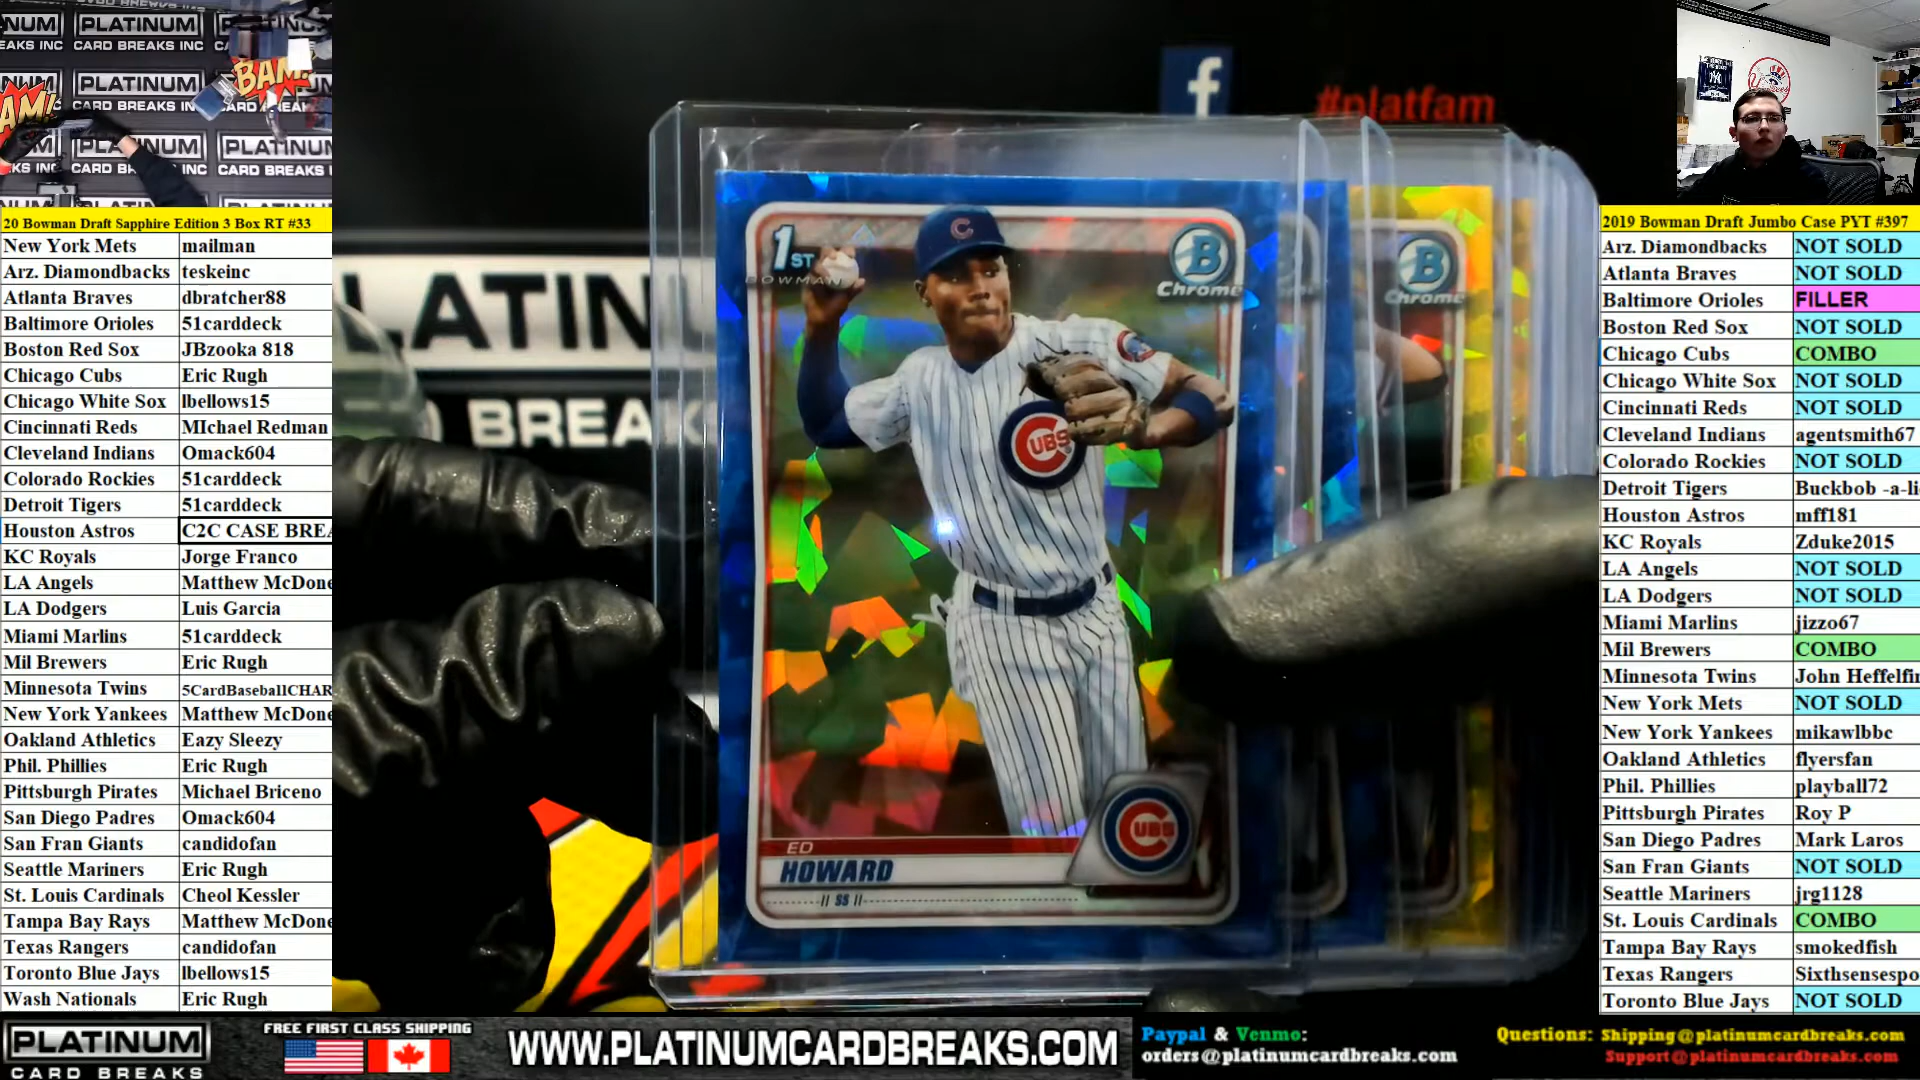 PLATINUM
CARD BREAKS INC
BAM!
20 Bowman Draft Sapphire Edition 3 Box RT #33
New York Mets mailman
Arz. Diamondbacks teskeinc
Atlanta Braves dbratcher88
Baltimore Orioles 51carddeck
Boston Red Sox JBzooka 818
Chicago Cubs Eric Rugh
Chicago White Sox lbellows15
Cincinnati Reds MIchael Redman
Cleveland Indians Omack604
Colorado Rockies 51carddeck
Detroit Tigers 51carddeck
Houston Astros C2C CASE BREA
KC Royals Jorge Franco
LA Angels Matthew McDone
LA Dodgers Luis Garcia
Miami Marlins 51carddeck
Mil Brewers Eric Rugh
Minnesota Twins 5CardBaseballCHAR
New York Yankees Matthew McDone
Oakland Athletics Eazy Sleezy
Phil. Phillies Eric Rugh
Pittsburgh Pirates Michael Briceno
San Diego Padres Omack604
San Fran Giants candidofan
Seattle Mariners Eric Rugh
St. Louis Cardinals Cheol Kessler
Tampa Bay Rays Matthew McDone
Texas Rangers candidofan
Toronto Blue Jays lbellows15
Wash Nationals Eric Rugh
f
#platfam
LATINU
BREAK
1ST
BOWMAN
B
Chrome
B
Chrome
C
CUBS
CUBS
ED
HOWARD
// SS //
2019 Bowman Draft Jumbo Case PYT #397
Arz. Diamondbacks NOT SOLD
Atlanta Braves NOT SOLD
Baltimore Orioles FILLER
Boston Red Sox NOT SOLD
Chicago Cubs COMBO
Chicago White Sox NOT SOLD
Cincinnati Reds NOT SOLD
Cleveland Indians agentsmith67
Colorado Rockies NOT SOLD
Detroit Tigers Buckbob -a-li
Houston Astros mff181
KC Royals Zduke2015
LA Angels NOT SOLD
LA Dodgers NOT SOLD
Miami Marlins jizzo67
Mil Brewers COMBO
Minnesota Twins John Heffelfin
New York Mets NOT SOLD
New York Yankees mikawlbbc
Oakland Athletics flyersfan
Phil. Phillies playball72
Pittsburgh Pirates Roy P
San Diego Padres Mark Laros
San Fran Giants NOT SOLD
Seattle Mariners jrg1128
St. Louis Cardinals COMBO
Tampa Bay Rays smokedfish
Texas Rangers Sixthsensespo
Toronto Blue Jays NOT SOLD
PLATINUM
CARD BREAKS
FREE FIRST CLASS SHIPPING
WWW.PLATINUMCARDBREAKS.COM
Paypal & Venmo:
orders@platinumcardbreaks.com
Questions: Shipping@platinumcardbreaks.com
Support@platinumcardbreaks.com